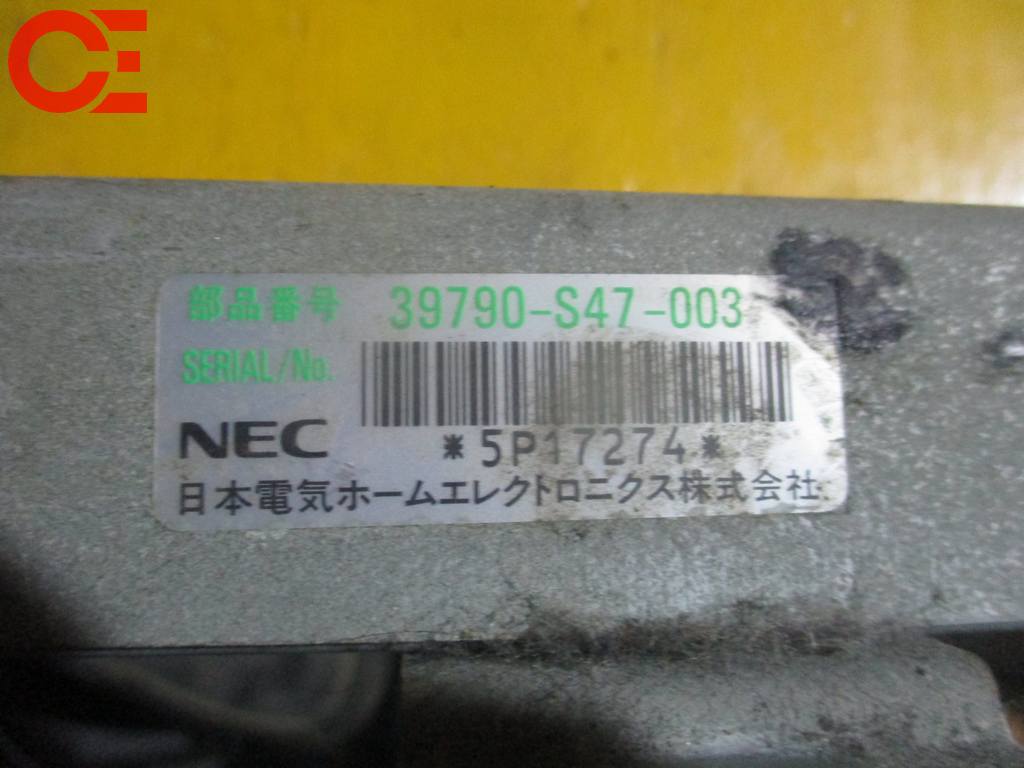 CE
部品番号 39790-S47-003
SERIAL/No.
NEC *5P17274*
日本電気ホームエレクトロニクス株式会社